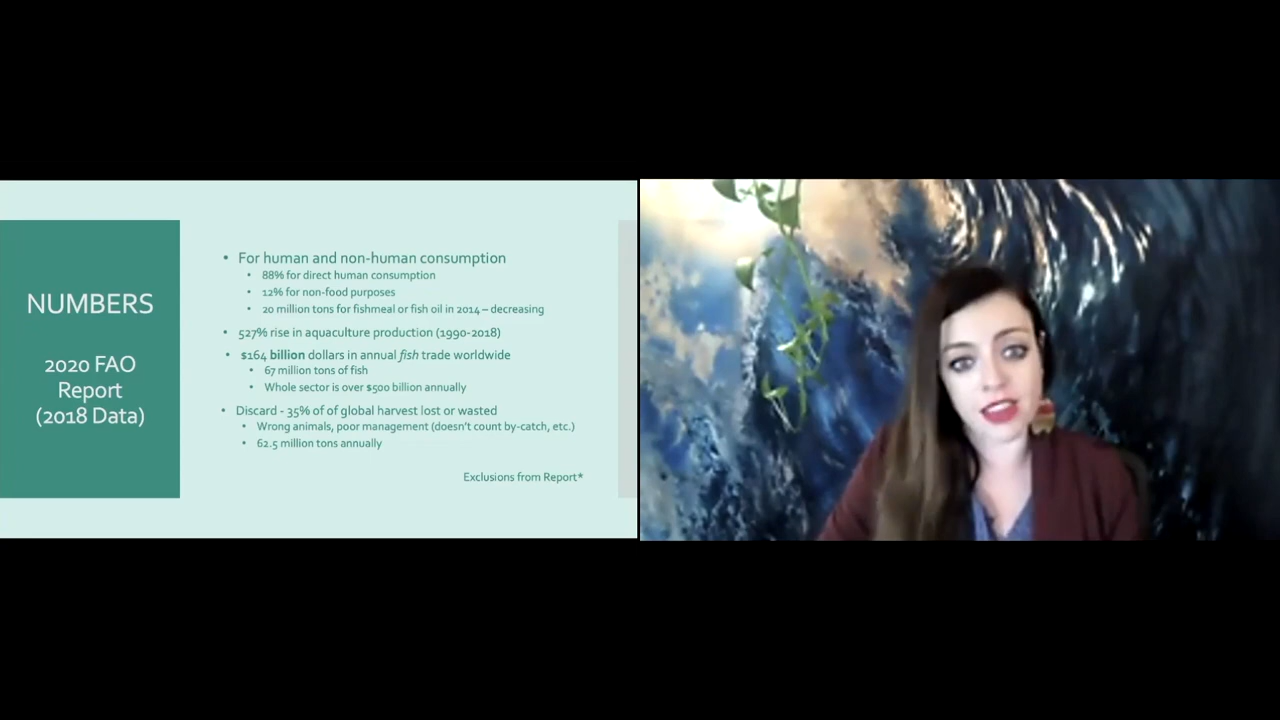 NUMBERS
2020 FAO
Report
(2018 Data)
• For human and non-human consumption
• 88% for direct human consumption
• 12% for non-food purposes
• 20 million tons for fishmeal or fish oil in 2014 – decreasing
• 527% rise in aquaculture production (1990-2018)
• $164 billion dollars in annual fish trade worldwide
• 67 million tons of fish
• Whole sector is over $500 billion annually
• Discard - 35% of of global harvest lost or wasted
• Wrong animals, poor management (doesn't count by-catch, etc.)
• 62.5 million tons annually
Exclusions from Report*